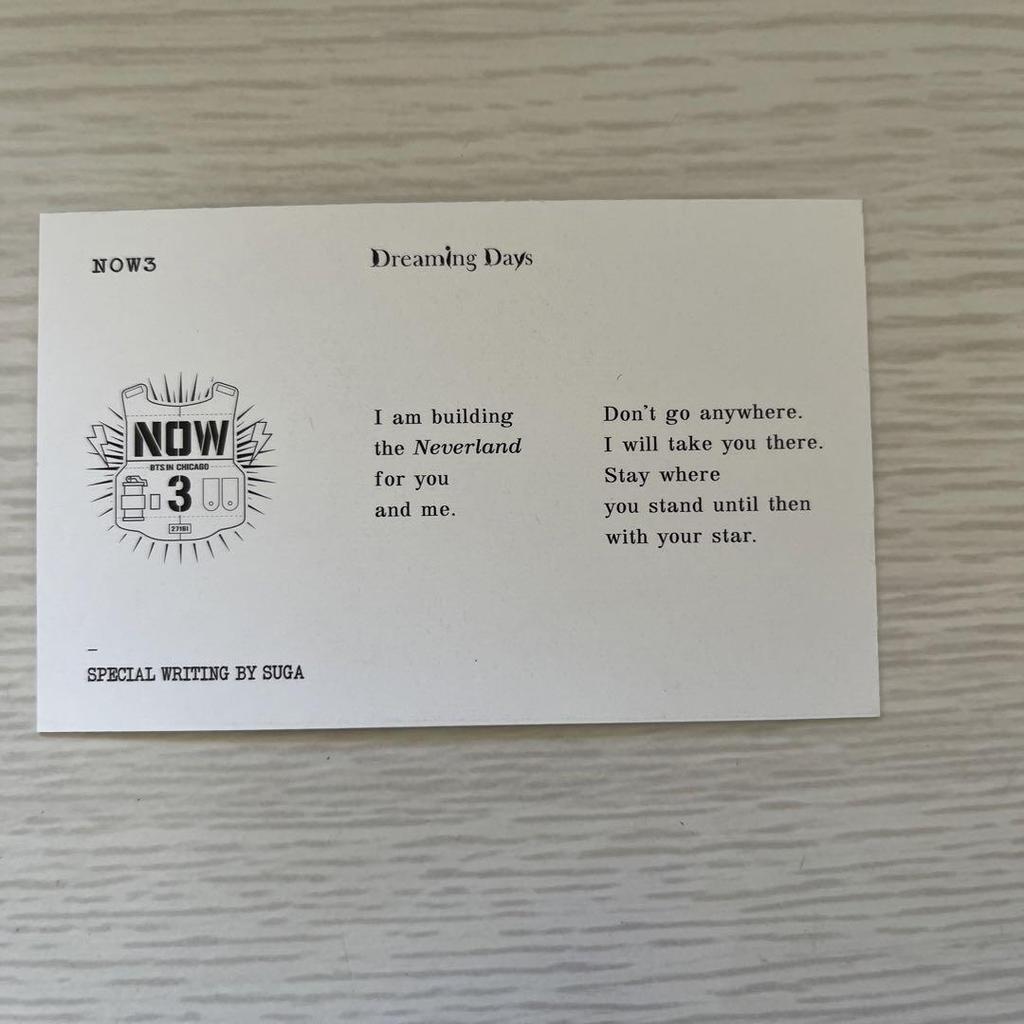 NOW3
Dreaming Days
NOW
BTS IN CHICAGO
3
27161
I am building
the Neverland
for you
and me.
Don't go anywhere.
I will take you there.
Stay where
you stand until then
with your star.
SPECIAL WRITING BY SUGA